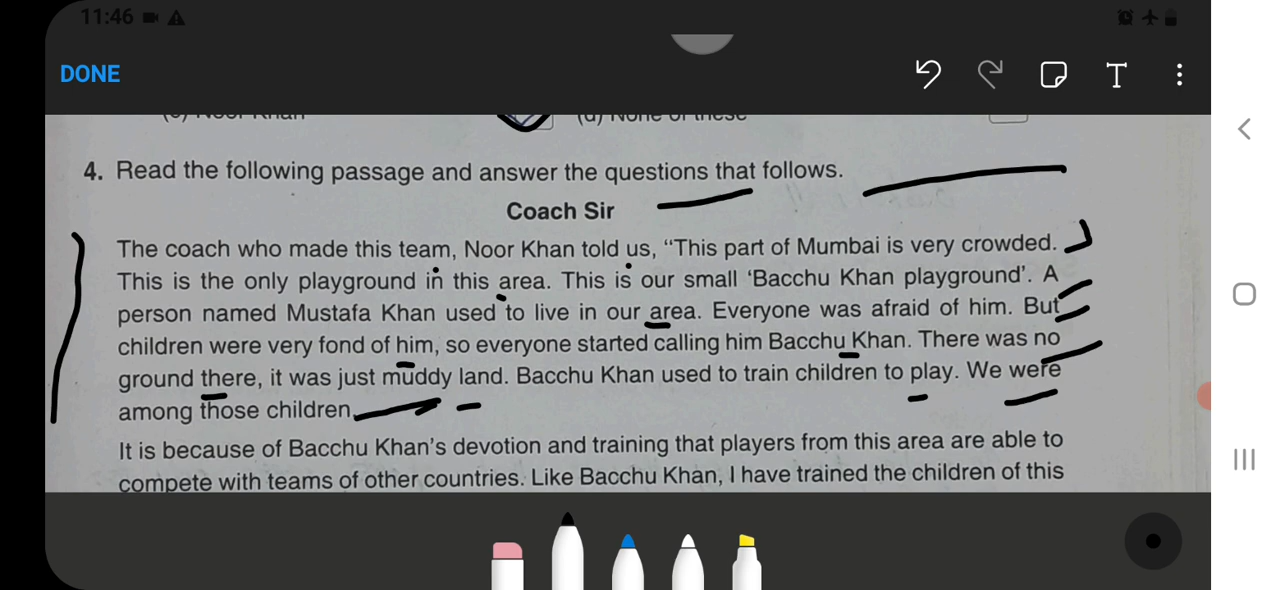 11:46
DONE
T
4. Read the following passage and answer the questions that follows.
Coach Sir
The coach who made this team, Noor Khan told us, “This part of Mumbai is very crowded.
This is the only playground in this area. This is our small ‘Bacchu Khan playground’. A
person named Mustafa Khan used to live in our area. Everyone was afraid of him. But
children were very fond of him, so everyone started calling him Bacchu Khan. There was no
ground there, it was just muddy land. Bacchu Khan used to train children to play. We were
among those children.
It is because of Bacchu Khan’s devotion and training that players from this area are able to
compete with teams of other countries. Like Bacchu Khan, I have trained the children of this